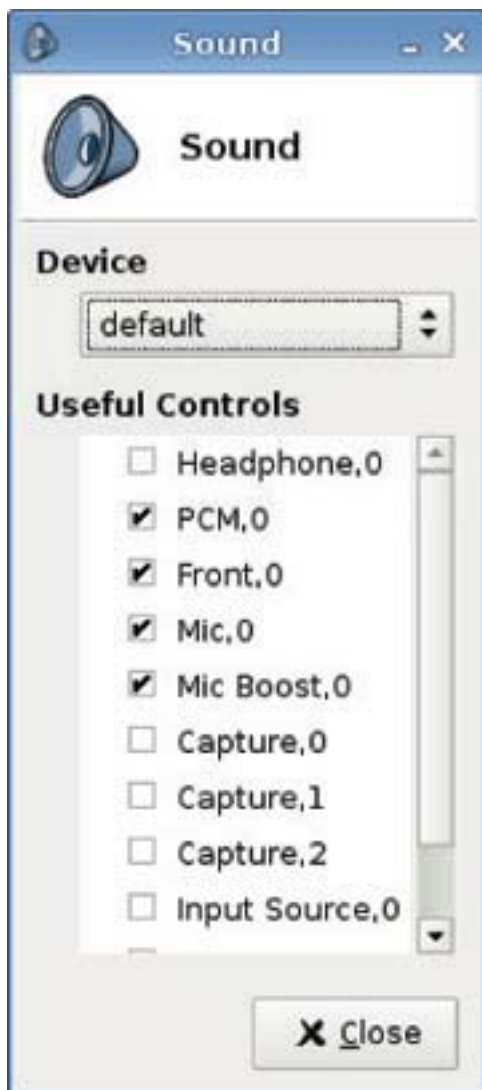 Sound
Sound
Device
default
Useful Controls
Headphone,0
PCM,0
Front,0
Mic,0
Mic Boost,0
Capture,0
Capture,1
Capture,2
Input Source,0
Close